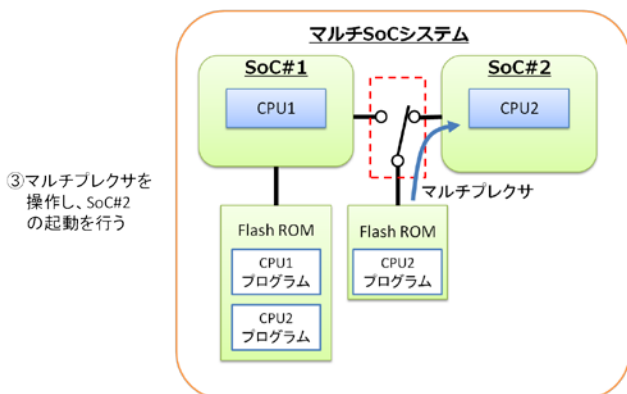 マルチSoCシステム
SoC#1
SoC#2
CPU1
CPU2
③マルチプレクサを
操作し、SoC#2
の起動を行う
マルチプレクサ
Flash ROM
CPU1
プログラム
CPU2
プログラム
Flash ROM
CPU2
プログラム